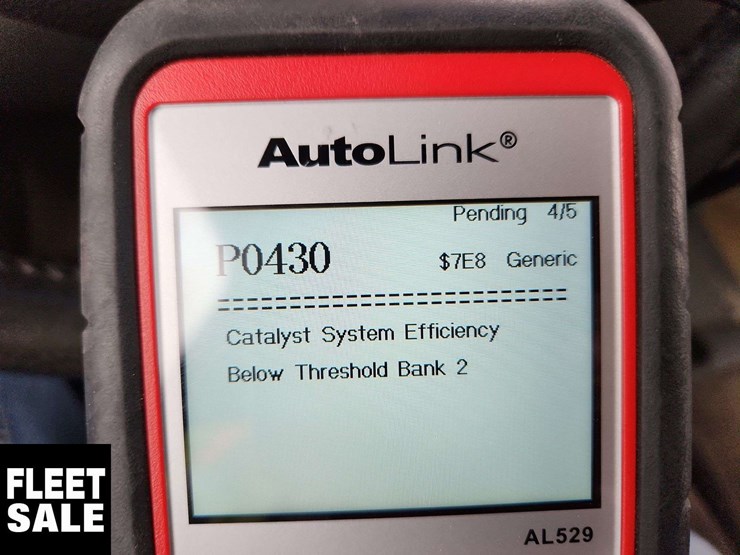 AutoLink®
Pending 4/5
P0430 $7E8 Generic
==============================
Catalyst System Efficiency
Below Threshold Bank 2
AL529
FLEET
SALE